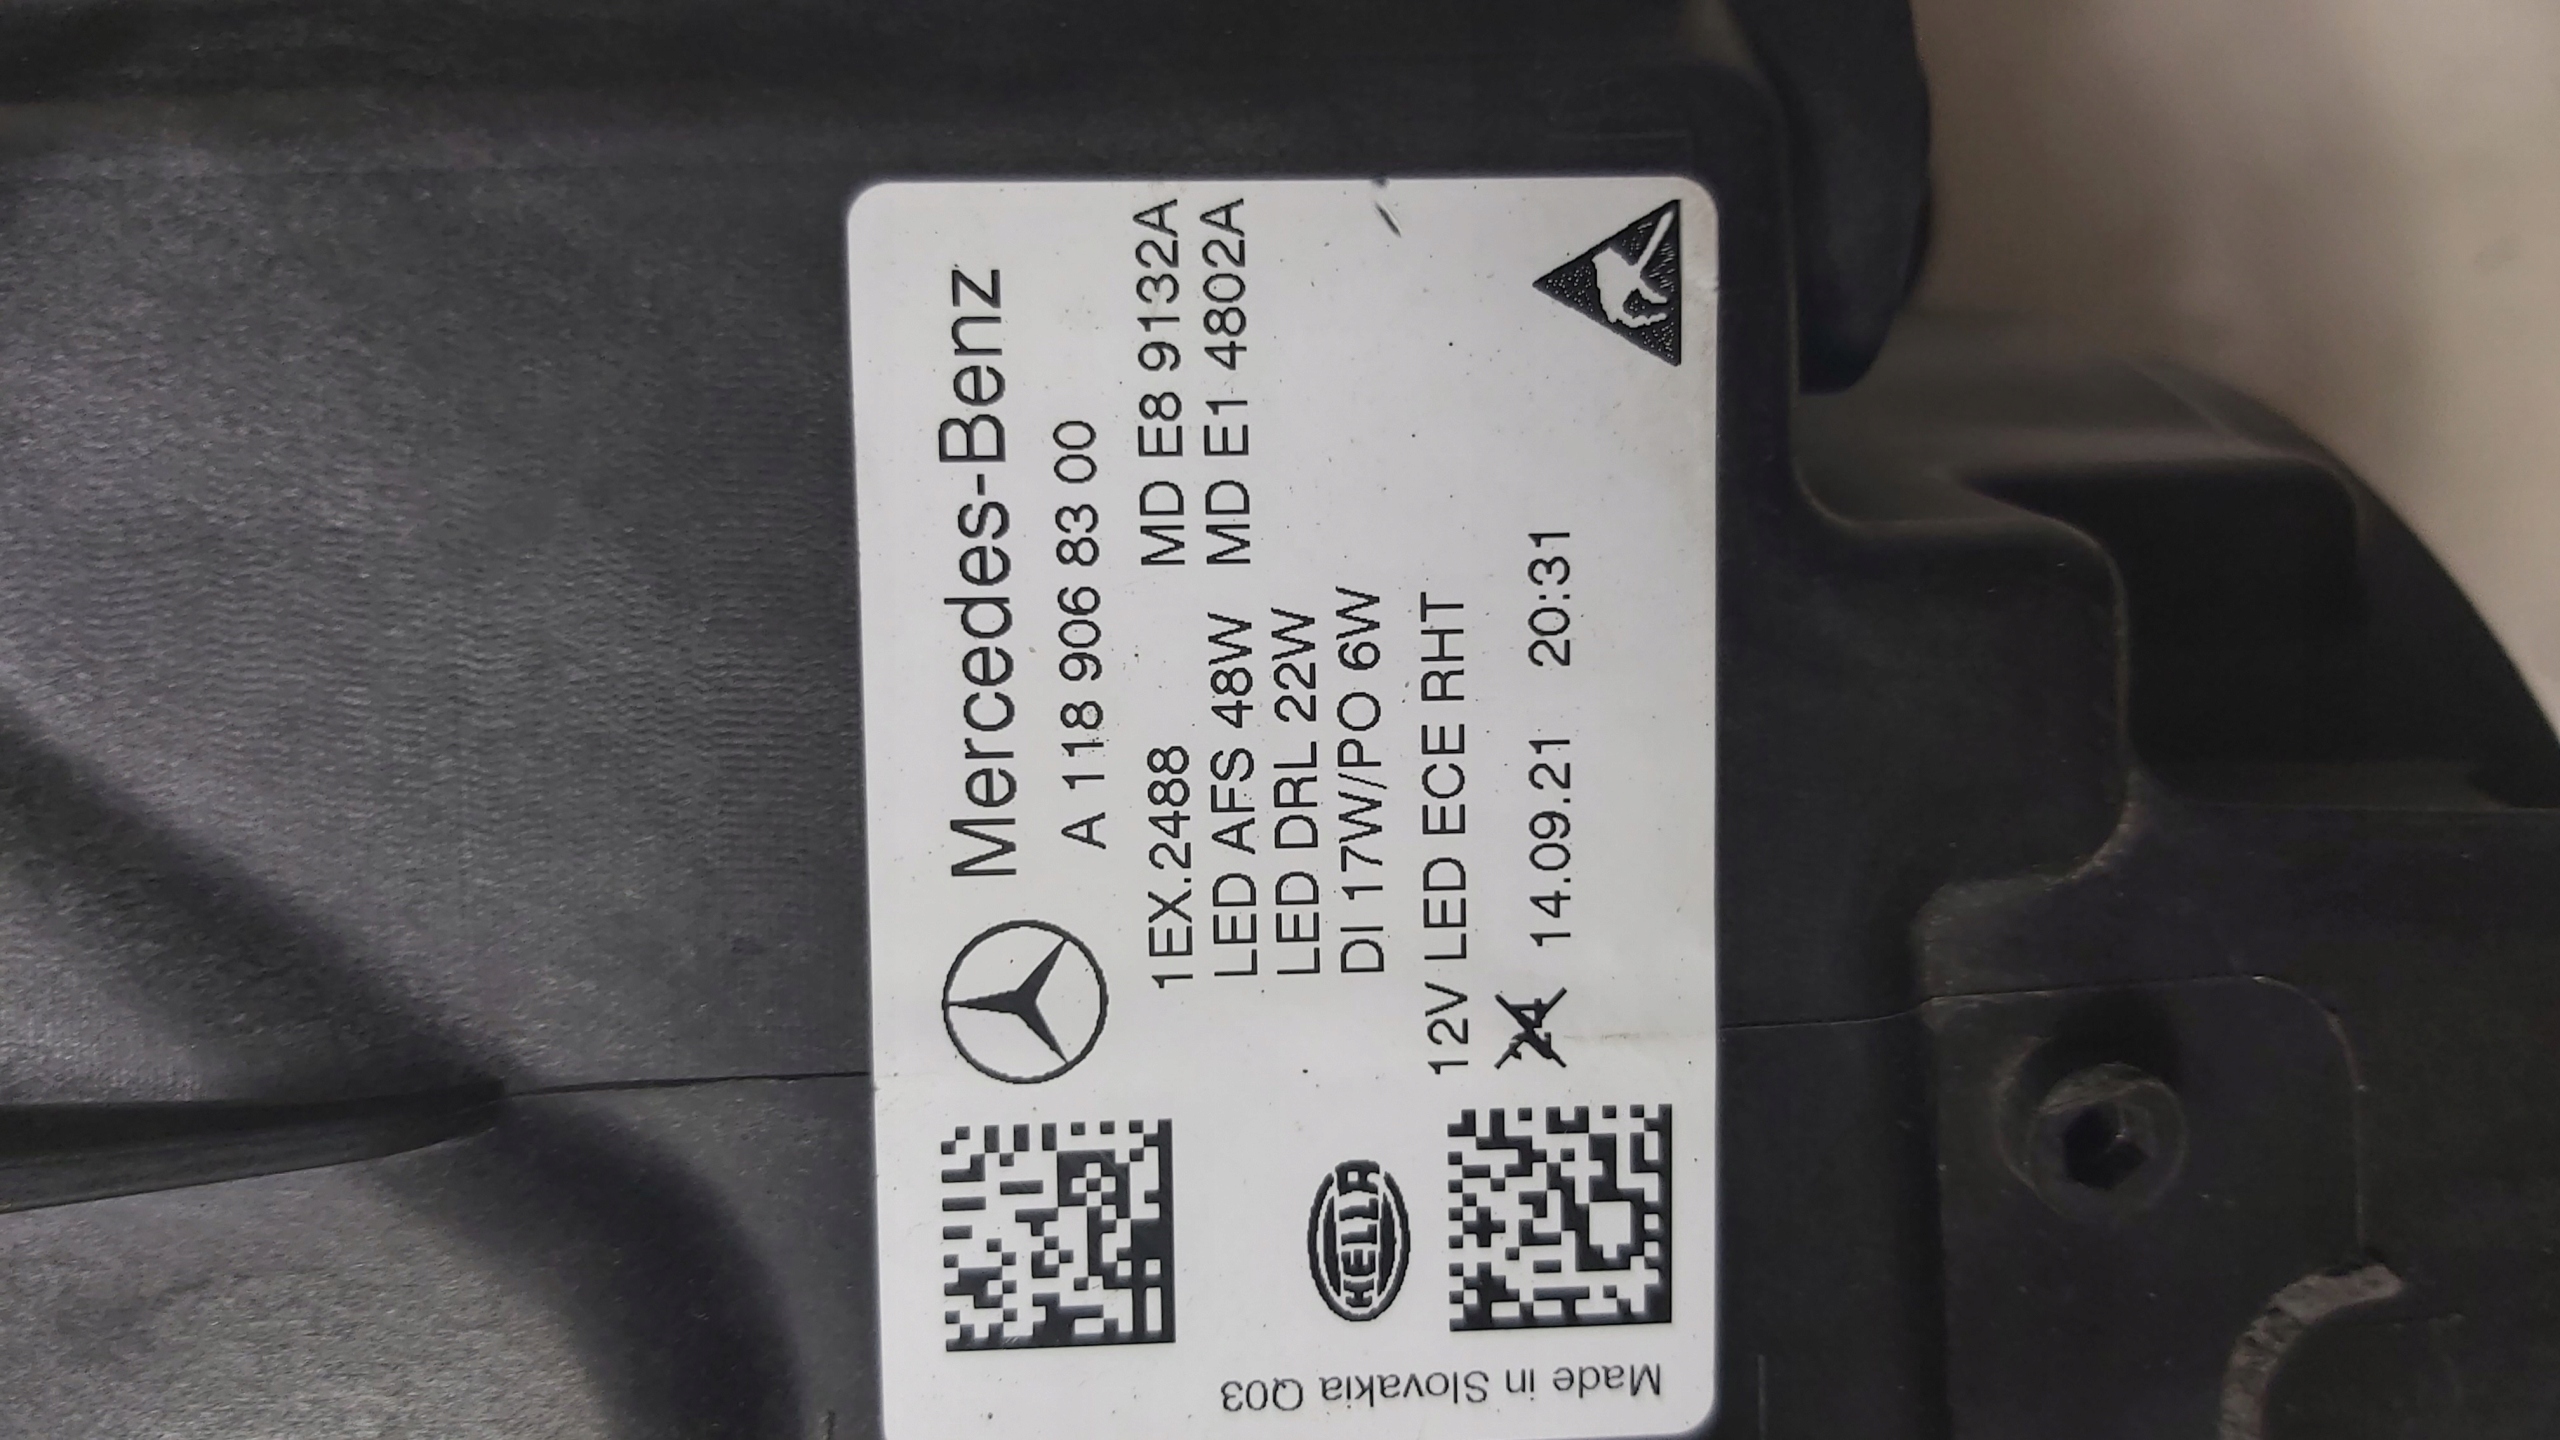 Mercedes-Benz
A 118 906 83 00
1EX.2488 MD E8 9132A
LED AFS 48W MD E1 4802A
LED DRL 22W
DI 17W/PO 6W
12V LED ECE RHT
24 14.09.21 20:31
HELLA
Made in Slovakia Q03